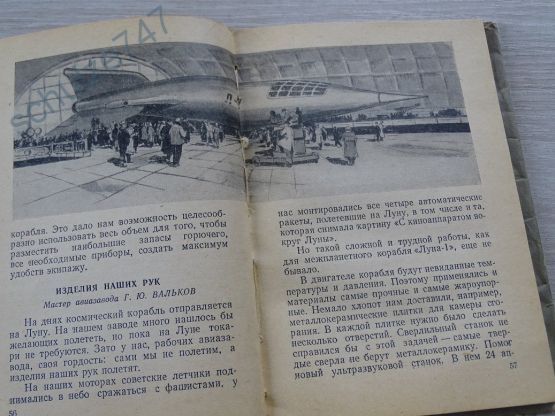 корабля. Это дало нам возможность целесооб-
разно использовать весь объем для того, чтобы
разместить наибольшие запасы горючего,
все необходимые приборы, создать максимум
удобств экипажу.
ИЗДЕЛИЯ НАШИХ РУК
Мастер авиазавода Г. Ю. ВАЛЬКОВ
На днях космический корабль отправляется
на Луну. На нашем заводе много нашлось бы
желающих полететь, но пока на Луне тока-
ри не требуются. Зато у нас, рабочих авиаза-
вода, своя гордость: сами мы не полетим, а
изделия наших рук полетят.
На наших моторах советские летчики под-
нимались в небо сражаться с фашистами, у
56
нас монтировались все четыре автоматические
ракеты, полетевшие на Луну, в том числе и та,
которая снимала картину «С киноаппаратом во-
круг Луны».
Но такой сложной и трудной работы, как
для межпланетного корабля «Луна-1», еще не
бывало.
В двигателе корабля будут невиданные тем-
пературы и давления. Поэтому применялись и
материалы самые прочные и самые жароупор-
ные. Немало хлопот нам доставили, например,
металлокерамические плитки для камеры сго-
рания. В каждой плитке нужно было сделать
несколько отверстий. Сверлильный станок не
справился бы с этой задачей — самые твер-
дые сверла не берут металлокерамику. Помог
новый ультразвуковой станок. В нем 24 ап-
57